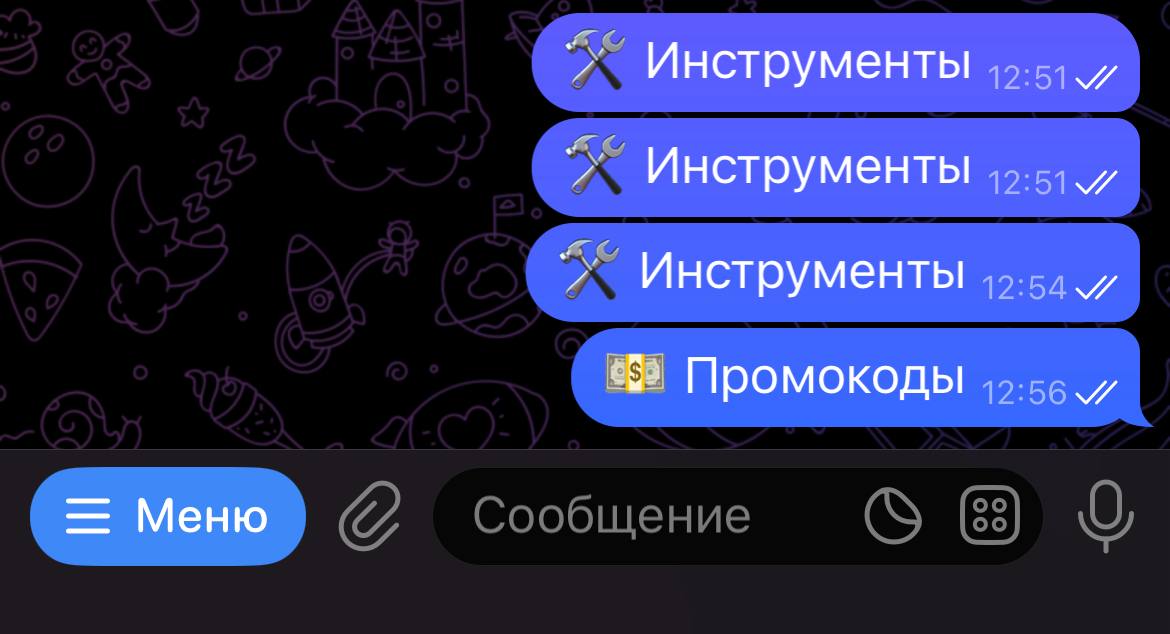 🛠 Инструменты 12:51
🛠 Инструменты 12:51
🛠 Инструменты 12:54
💵 Промокоды 12:56
Меню Сообщение